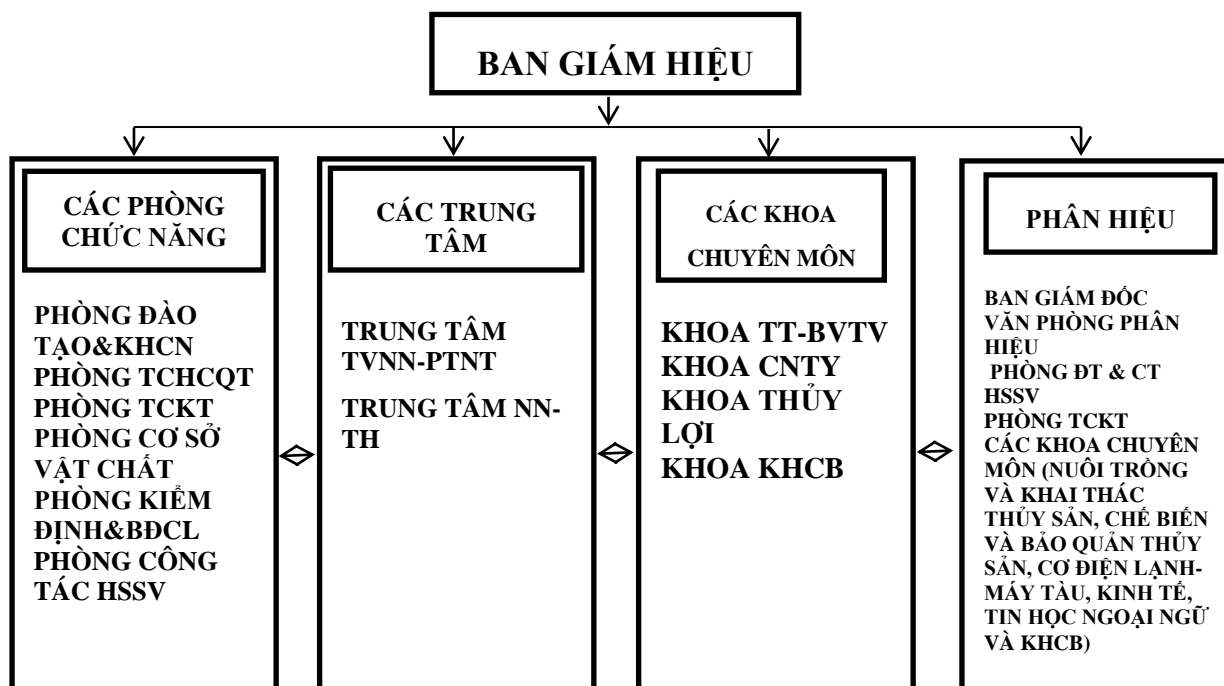 BAN GIÁM HIỆU
CÁC PHÒNG
CHỨC NĂNG
PHÒNG ĐÀO
TẠO&KHCN
PHÒNG TCHCQT
PHÒNG TCKT
PHÒNG CƠ SỞ
VẬT CHẤT
PHÒNG KIỂM
ĐỊNH&BĐCL
PHÒNG CÔNG
TÁC HSSV
CÁC TRUNG
TÂM
TRUNG TÂM
TVNN-PTNT
TRUNG TÂM NN-
TH
CÁC KHOA
CHUYÊN MÔN
KHOA TT-BVTV
KHOA CNTY
KHOA THỦY
LỢI
KHOA KHCB
PHÂN HIỆU
BAN GIÁM ĐỐC
VĂN PHÒNG PHÂN
HIỆU
PHÒNG ĐT & CT
HSSV
PHÒNG TCKT
CÁC KHOA CHUYÊN
MÔN (NUÔI TRỒNG
VÀ KHAI THÁC
THỦY SẢN, CHẾ BIẾN
VÀ BẢO QUẢN THỦY
SẢN, CƠ ĐIỆN LẠNH-
MÁY TÀU, KINH TẾ,
TIN HỌC NGOẠI NGỮ
VÀ KHCB)